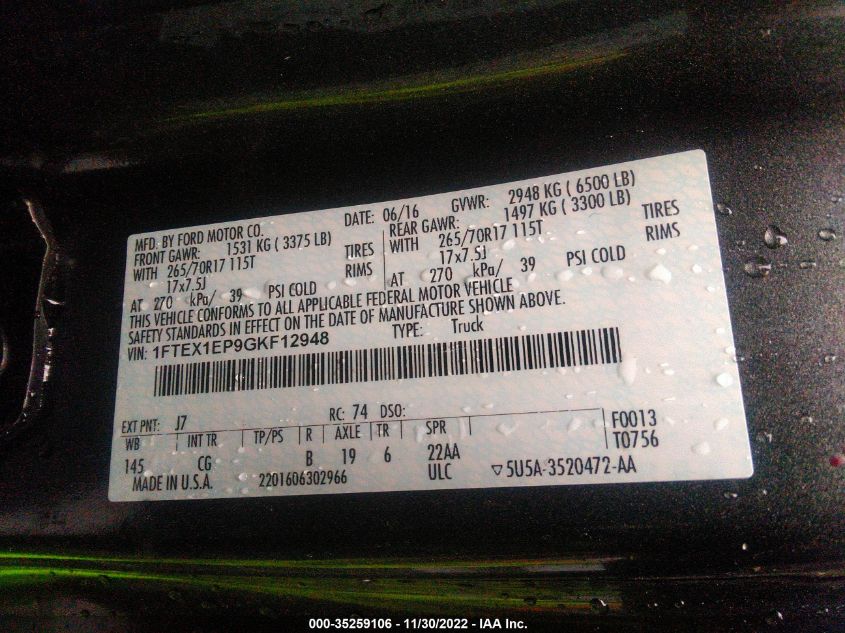 MFD. BY FORD MOTOR CO. DATE: 06/16 GVWR: 2948 KG ( 6500 LB)
FRONT GAWR: 1531 KG ( 3375 LB) REAR GAWR: 1497 KG ( 3300 LB)
WITH 265/70R17 115T TIRES WITH 265/70R17 115T TIRES
17x7.5J RIMS 17x7.5J RIMS
AT 270 kPa/ 39 PSI COLD AT 270 kPa/ 39 PSI COLD
THIS VEHICLE CONFORMS TO ALL APPLICABLE FEDERAL MOTOR VEHICLE
SAFETY STANDARDS IN EFFECT ON THE DATE OF MANUFACTURE SHOWN ABOVE.
VIN: 1FTEX1EP9GKF12948 TYPE: Truck
EXT PNT: J7 RC: 74 DSO: F0013
WB INT TR TP/PS R AXLE TR SPR T0756
145 CG B 19 6 22AA
MADE IN U.S.A. 2201606302966 ULC ▽5U5A-3520472-AA
000-35259106 - 11/30/2022 - IAA Inc.